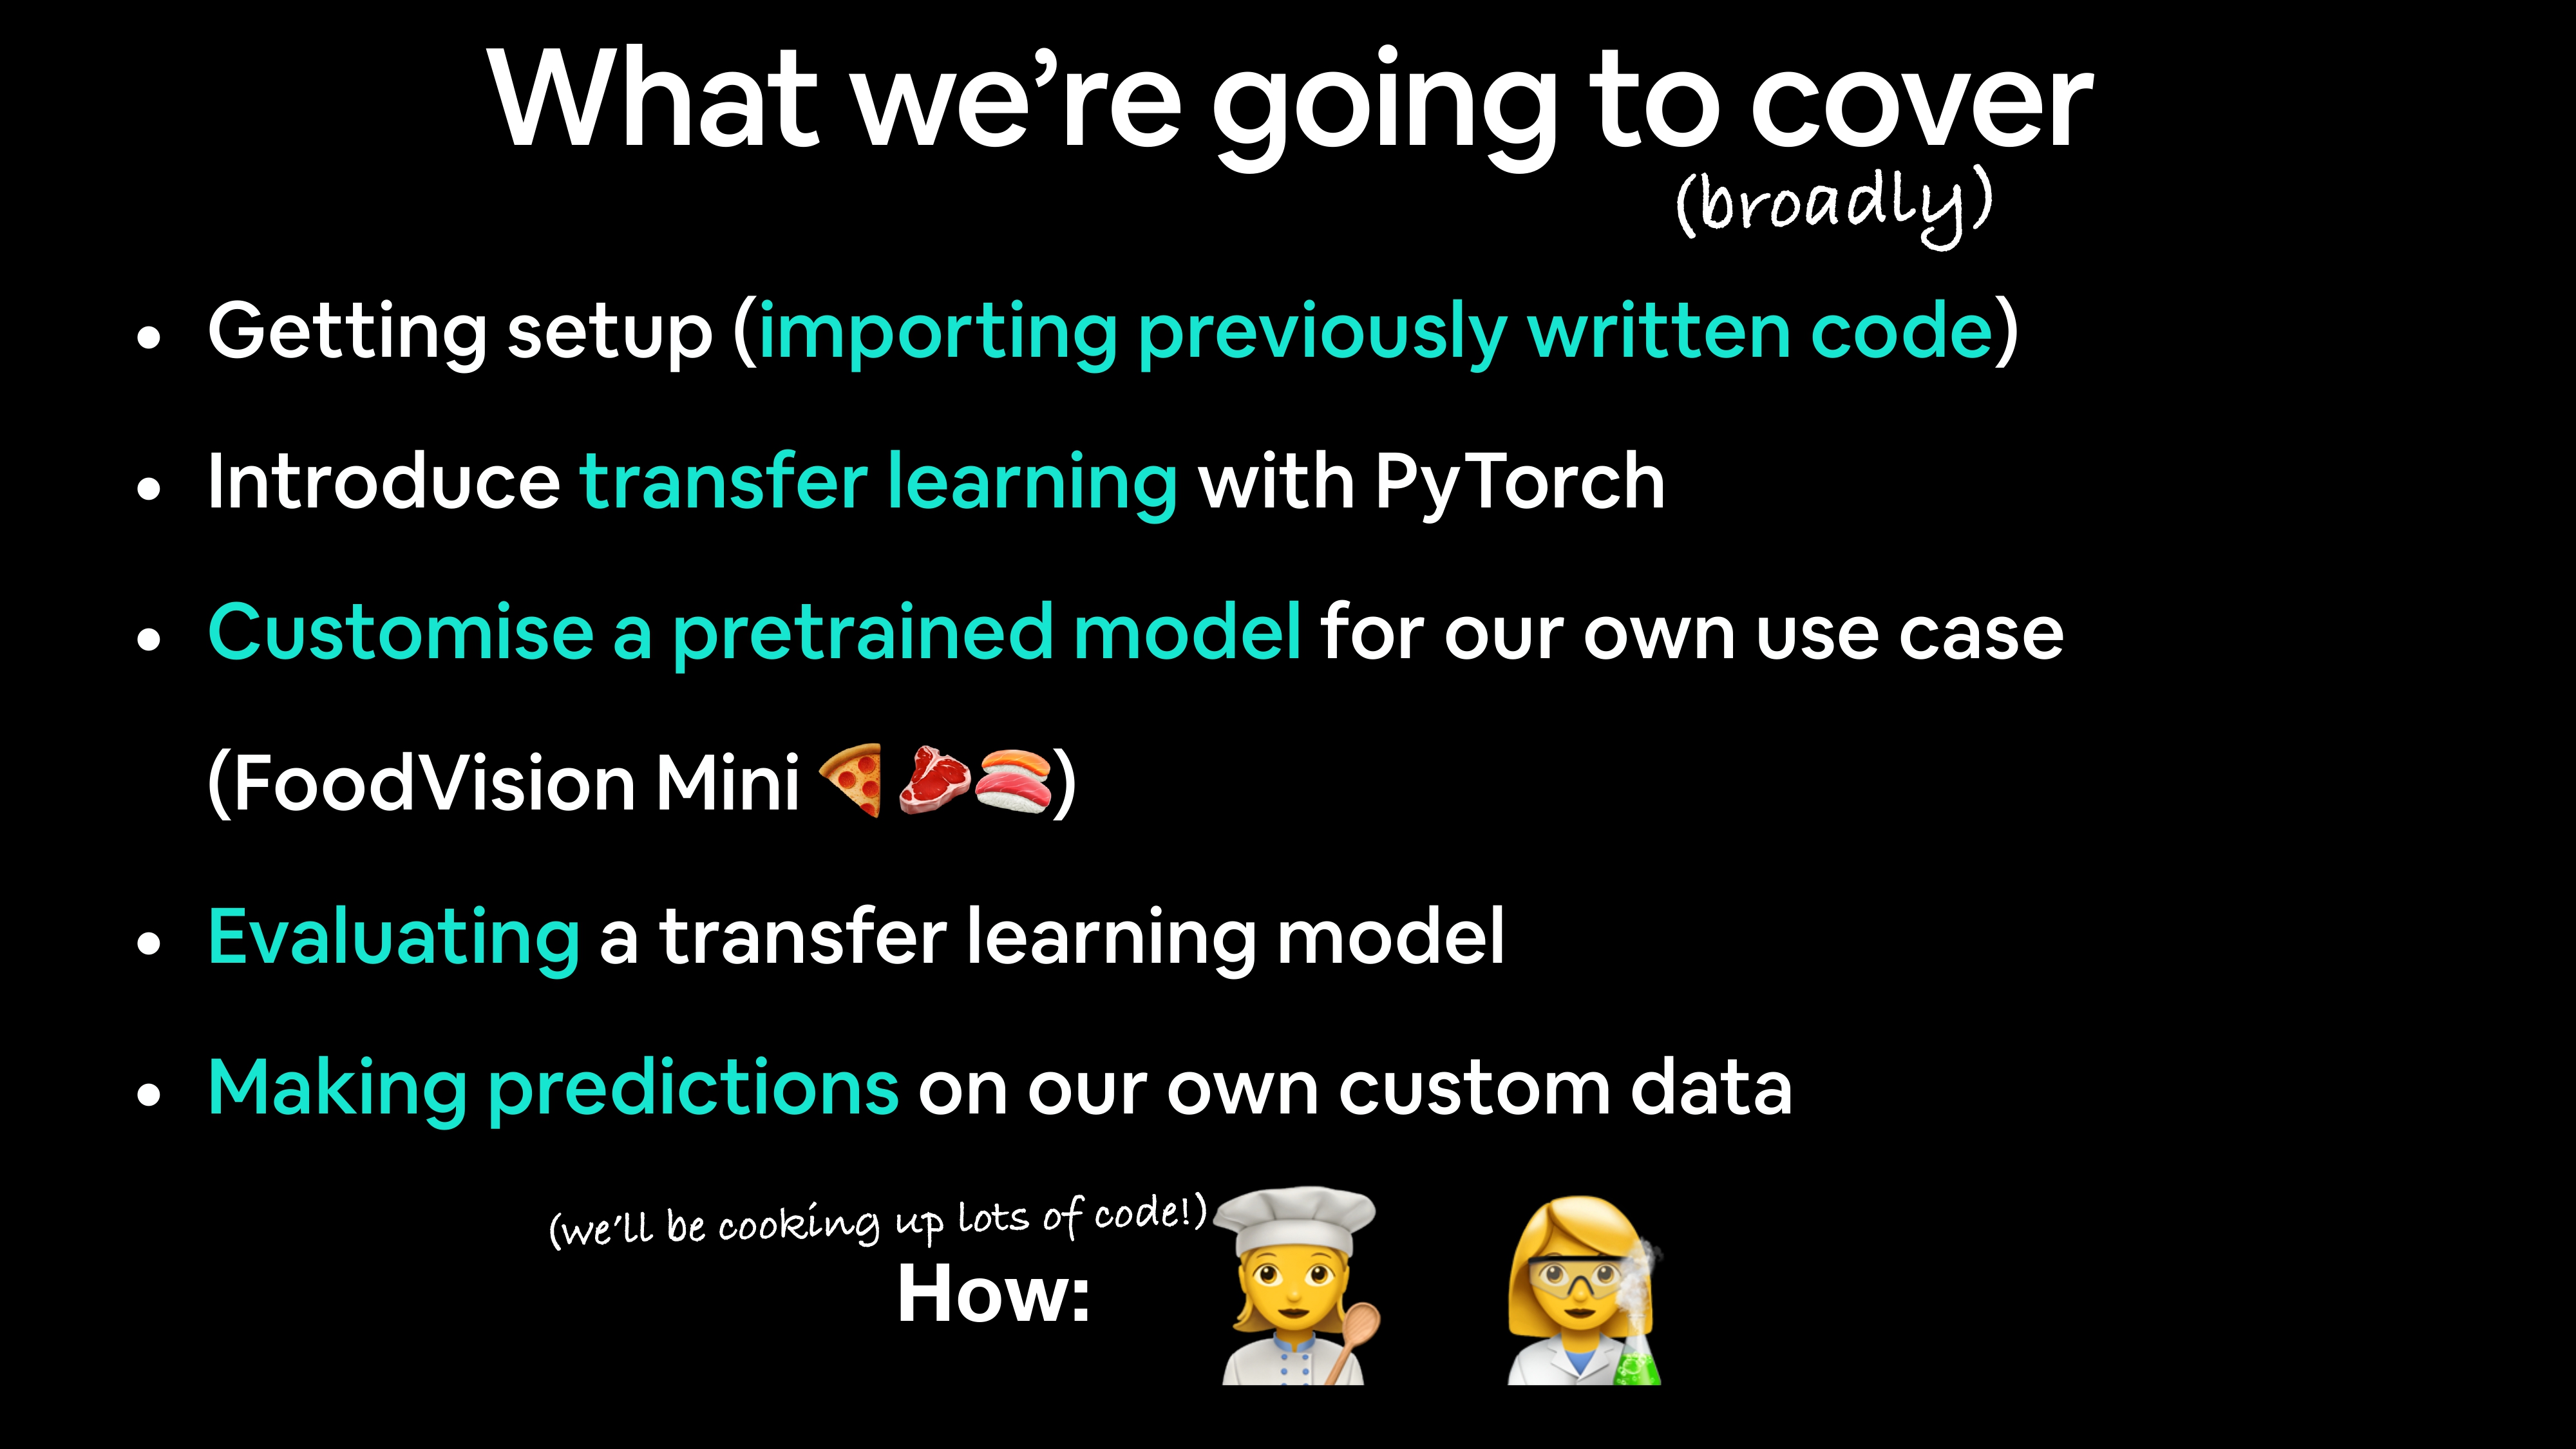 What we’re going to cover
(broadly)
• Getting setup (importing previously written code)
• Introduce transfer learning with PyTorch
• Customise a pretrained model for our own use case
(FoodVision Mini 🍕🥩🍣)
• Evaluating a transfer learning model
• Making predictions on our own custom data
(we’ll be cooking up lots of code!)
How: